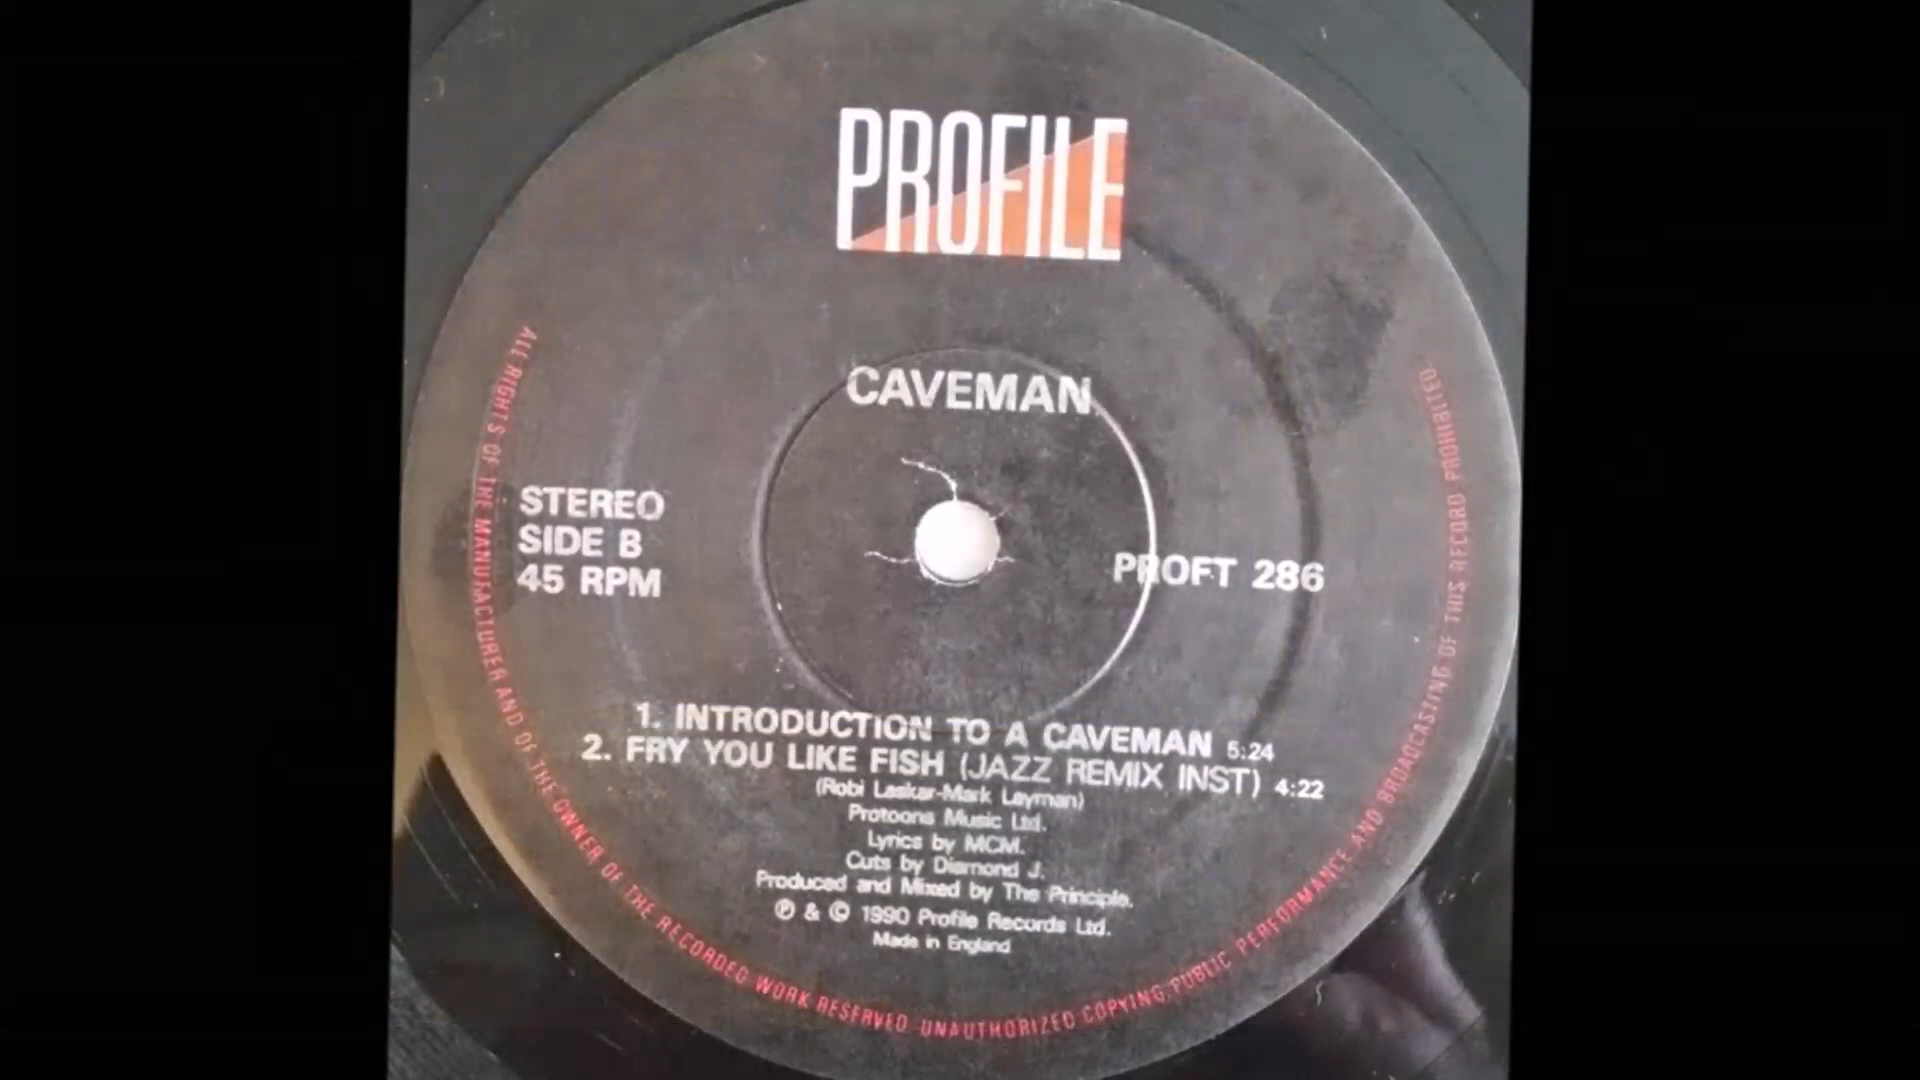 PROFILE
CAVEMAN
STEREO
SIDE B
45 RPM
PROFT 286
1. INTRODUCTION TO A CAVEMAN 5:24
2. FRY YOU LIKE FISH (JAZZ REMIX INST) 4:22
(Robi Laskar-Mark Layman)
Protoons Music Ltd.
Lyrics by MCM.
Cuts by Diamond J.
Produced and Mixed by The Principle.
℗ & © 1990 Profile Records Ltd.
Made in England
ALL RIGHTS OF THE MANUFACTURER AND OF THE OWNER OF THE RECORDED WORK RESERVED UNAUTHORIZED COPYING, PUBLIC PERFORMANCE AND BROADCASTING OF THIS RECORD PROHIBITED